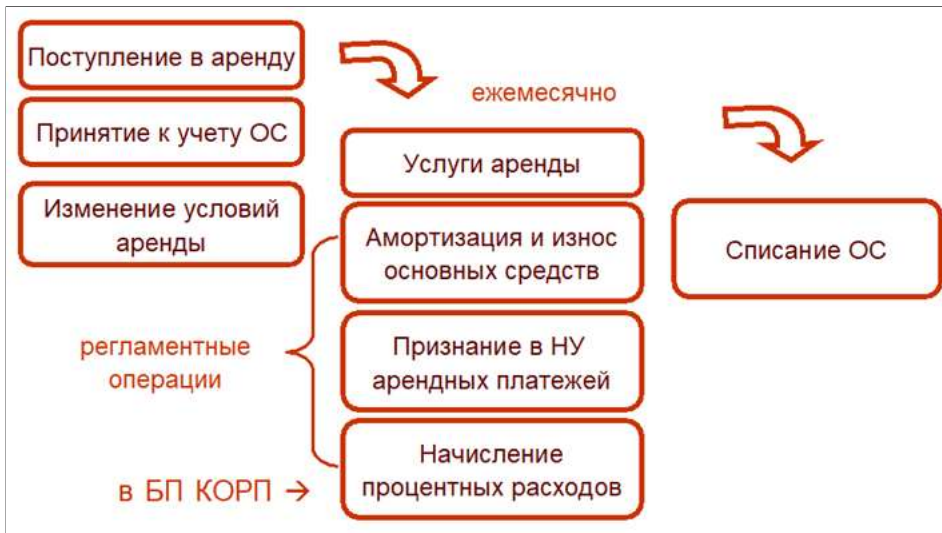 Поступление в аренду
Принятие к учету ОС
Изменение условий
аренды
ежемесячно
Услуги аренды
Амортизация и износ
основных средств
Признание в НУ
арендных платежей
Начисление
процентных расходов
регламентные
операции
в БП КОРП →
Списание ОС